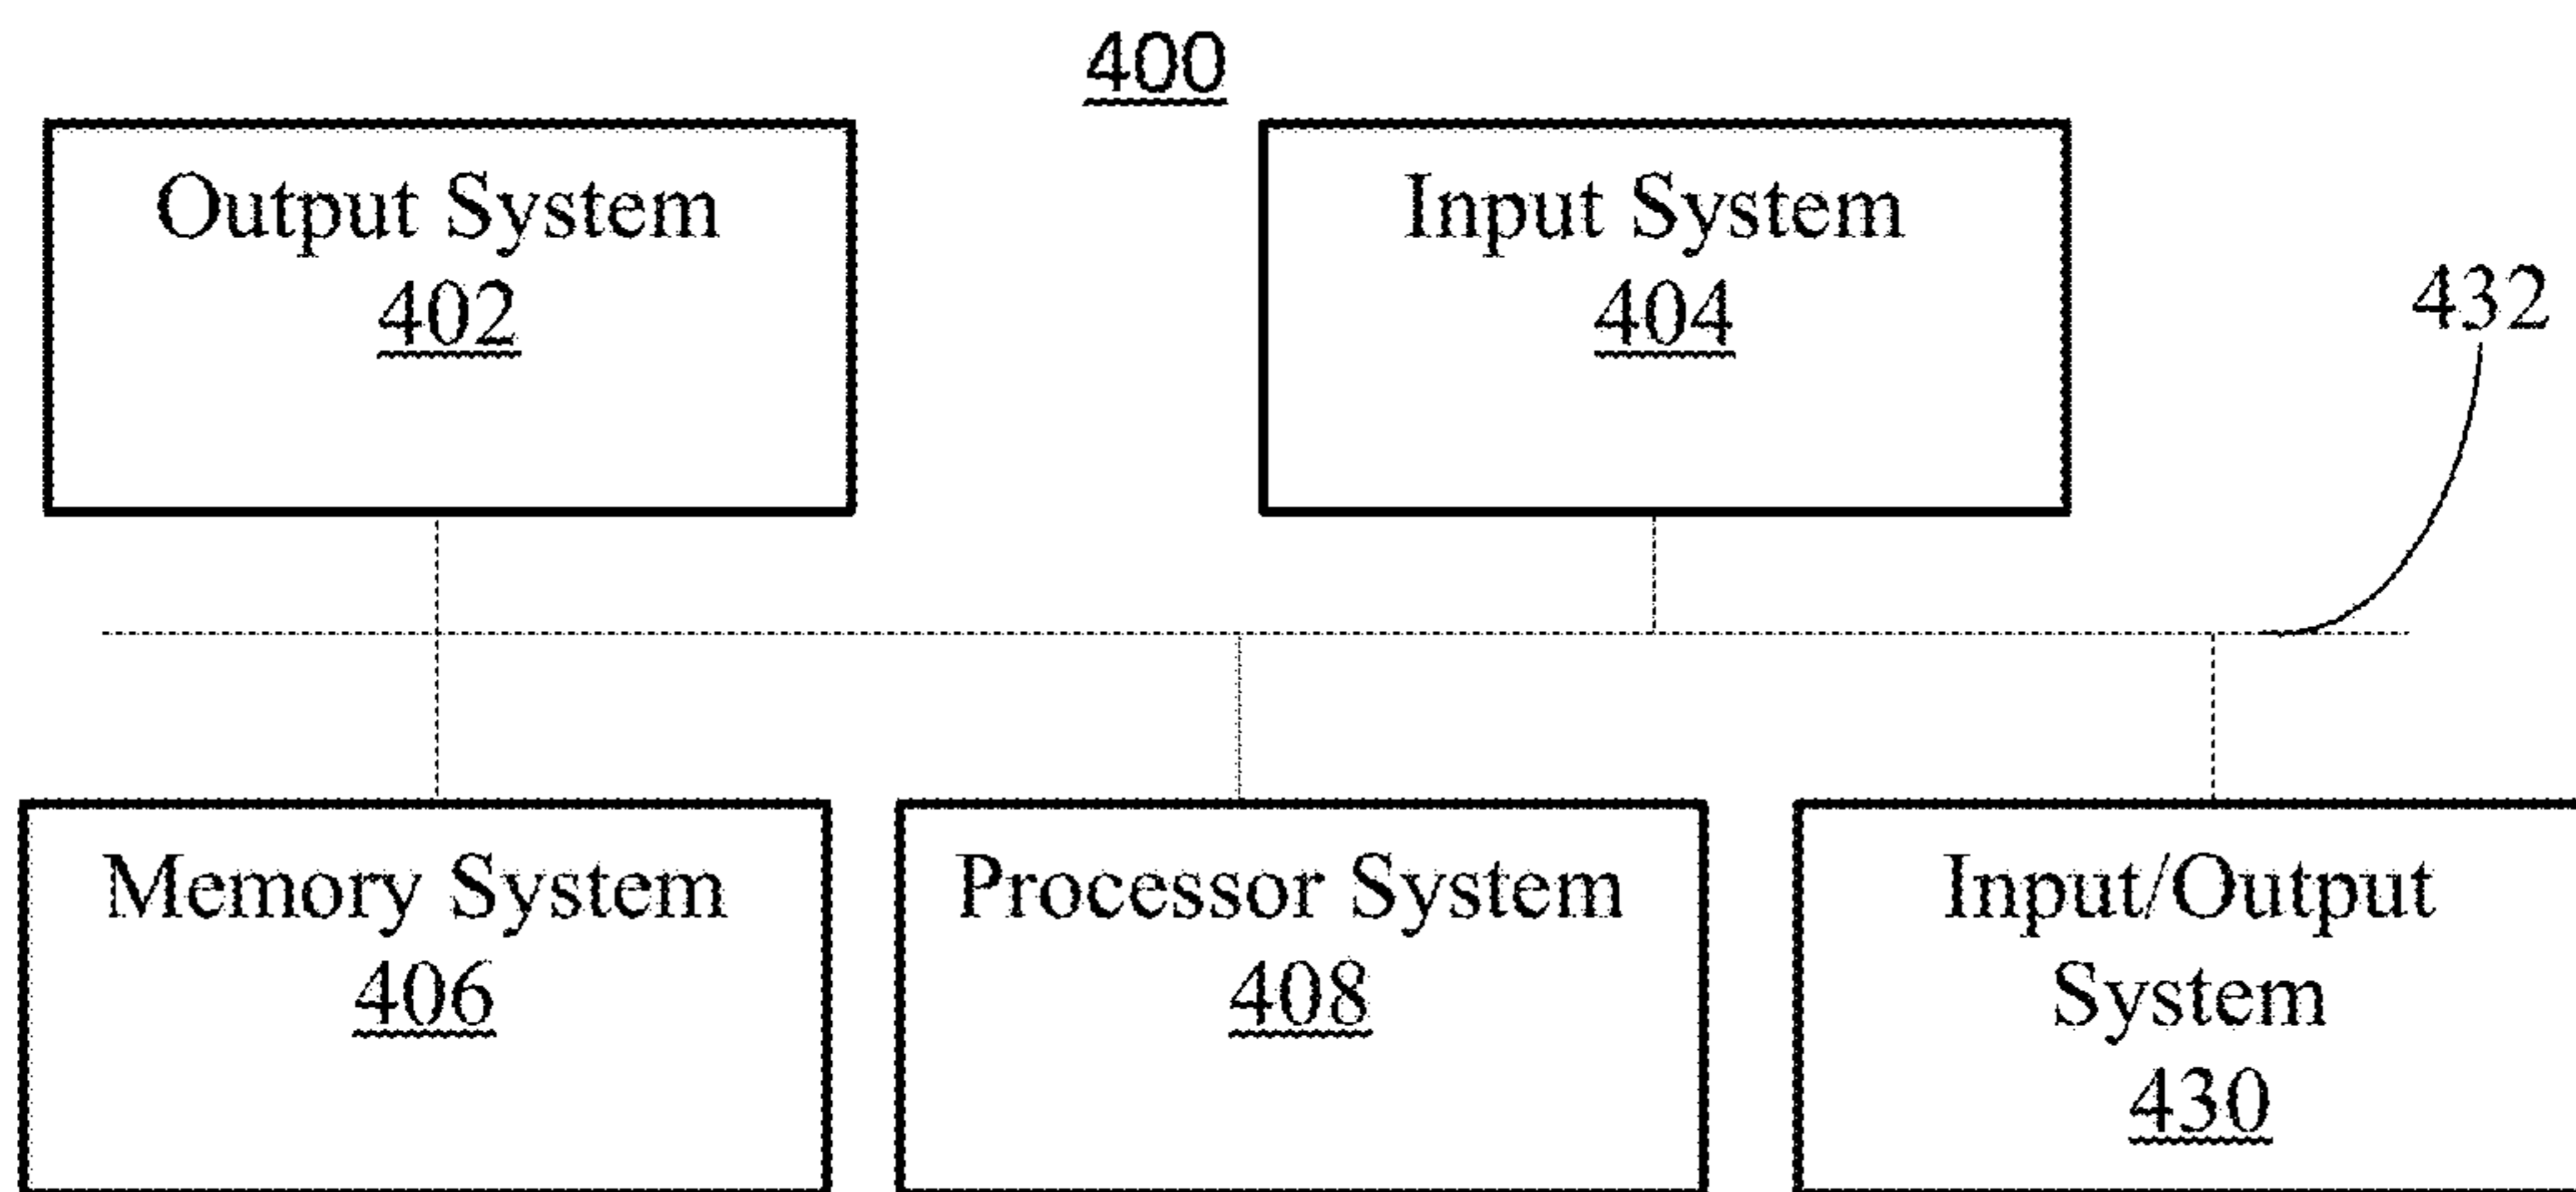 400
Output System
402
Input System
404
432
Memory System
406
Processor System
408
Input/Output
System
430